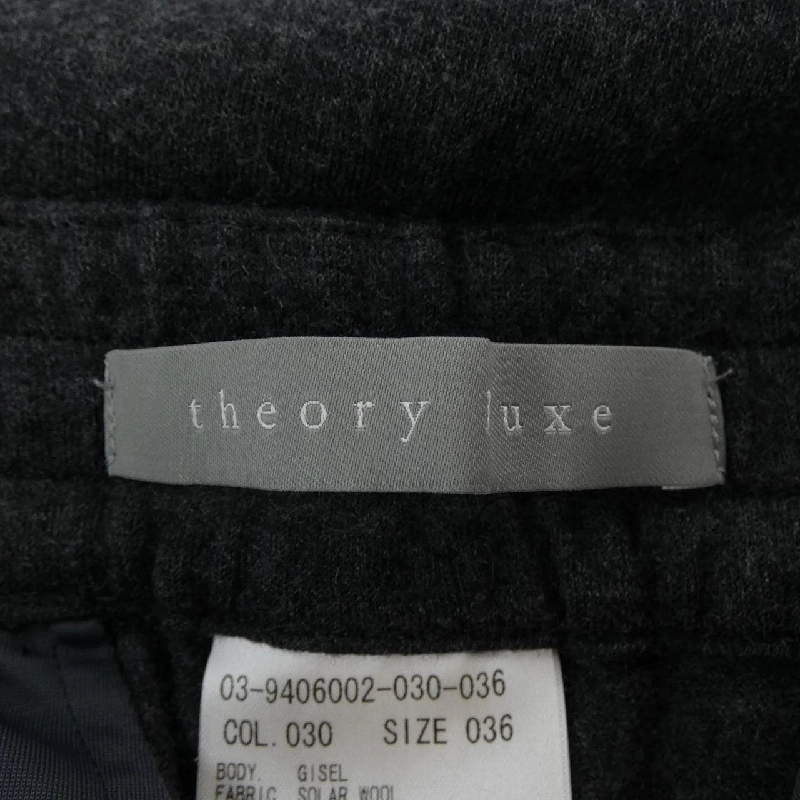 theory luxe
03-9406002-030-036
COL. 030 SIZE 036
BODY. GISEL
FABRIC SOLAR WOOL